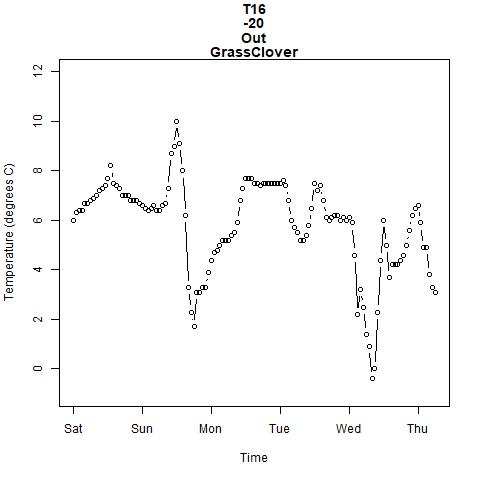 T16
-20
Out
GrassClover
Temperature (degrees C)
12
10
8
6
4
2
0
Sat Sun Mon Tue Wed Thu
Time